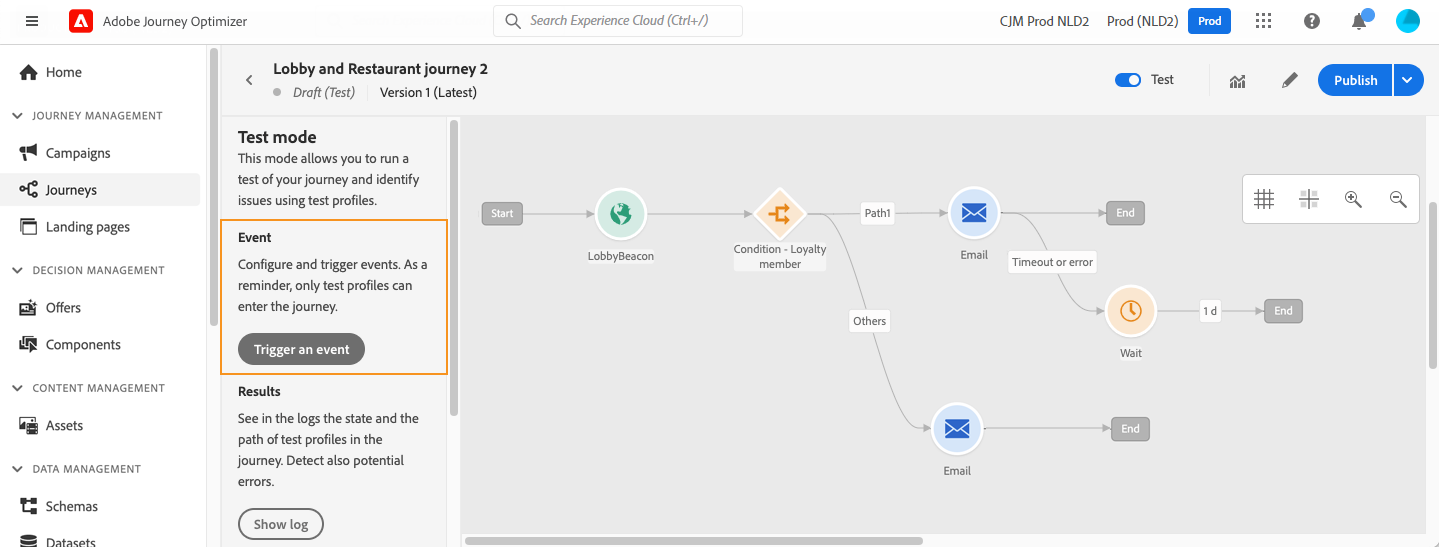 Adobe Journey Optimizer
Search Experience Cloud (Ctrl+/)
CJM Prod NLD2
Prod (NLD2)
Prod
Home
JOURNEY MANAGEMENT
Campaigns
Journeys
Landing pages
DECISION MANAGEMENT
Offers
Components
CONTENT MANAGEMENT
Assets
DATA MANAGEMENT
Schemas
Datasets
Lobby and Restaurant journey 2
Draft (Test)
Version 1 (Latest)
Test
Publish
Test mode
This mode allows you to run a
test of your journey and identify
issues using test profiles.
Event
Configure and trigger events. As a
reminder, only test profiles can
enter the journey.
Trigger an event
Results
See in the logs the state and the
path of test profiles in the
journey. Detect also potential
errors.
Show log
Start
LobbyBeacon
Condition - Loyalty
member
Path1
Email
End
Timeout or error
Others
Wait
1 d
End
Email
End